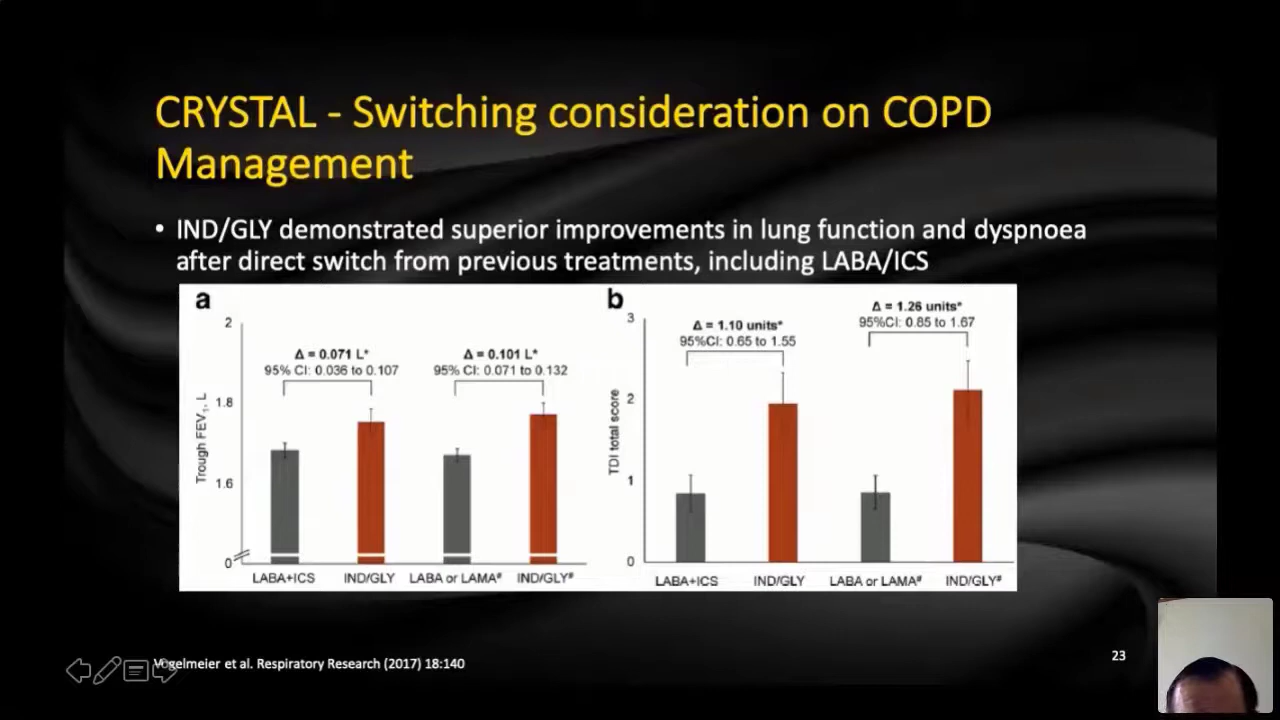 CRYSTAL - Switching consideration on COPD
Management
• IND/GLY demonstrated superior improvements in lung function and dyspnoea
after direct switch from previous treatments, including LABA/ICS
a
2
1.8
1.6
0
Trough FEV1, L
Δ = 0.071 L*
95% CI: 0.036 to 0.107
Δ = 0.101 L*
95% CI: 0.071 to 0.132
LABA+ICS IND/GLY LABA or LAMA# IND/GLY#
b
3
2
1
0
TDI total score
Δ = 1.10 units*
95%CI: 0.65 to 1.55
Δ = 1.26 units*
95%CI: 0.85 to 1.67
LABA+ICS IND/GLY LABA or LAMA# IND/GLY#
Vogelmeier et al. Respiratory Research (2017) 18:140
23